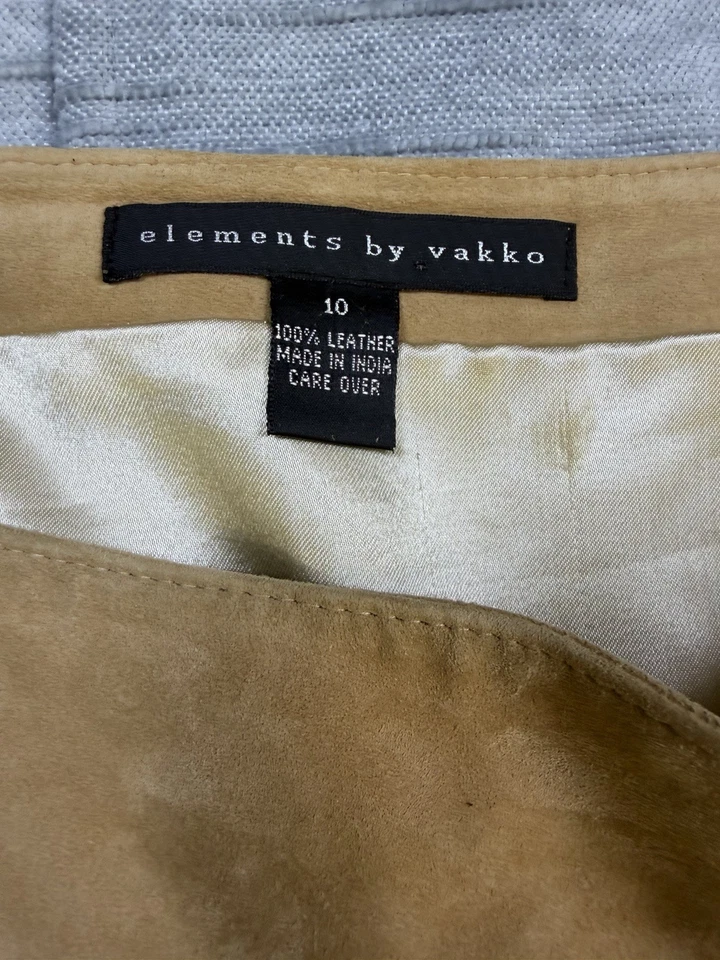 elements by vakko
10
100% LEATHER
MADE IN INDIA
CARE OVER